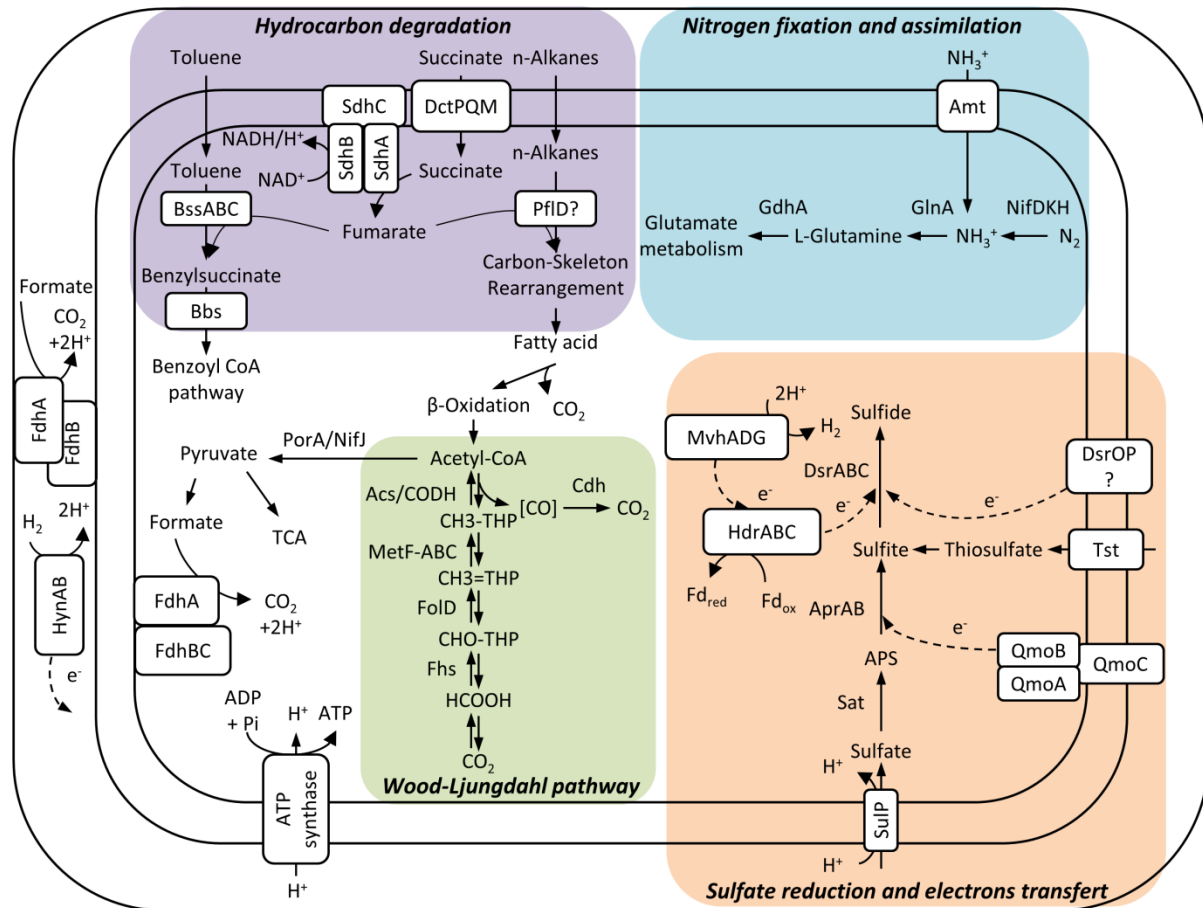 Hydrocarbon degradation
Toluene
Succinate
n-Alkanes
SdhC
DctPQM
NADH/H⁺
SdhB
SdhA
NAD⁺
Toluene
Succinate
n-Alkanes
BssABC
PflD?
Fumarate
Benzylsuccinate
Carbon-Skeleton
Rearrangement
Bbs
Benzoyl CoA
pathway
Fatty acid
β-Oxidation
CO₂
Nitrogen fixation and assimilation
NH₃⁺
Amt
GdhA
GlnA
NifDKH
Glutamate
metabolism
L-Glutamine
NH₃⁺
N₂
Formate
CO₂
+2H⁺
FdhA
FdhB
H₂
2H⁺
HynAB
e⁻
PorA/NifJ
Pyruvate
Formate
TCA
FdhA
FdhBC
CO₂
+2H⁺
ADP
+ Pi
H⁺
ATP
ATP
synthase
H⁺
Acetyl-CoA
Acs/CODH
[CO]
Cdh
CO₂
CH3-THP
MetF-ABC
CH3=THP
FolD
CHO-THP
Fhs
HCOOH
CO₂
Wood-Ljungdahl pathway
2H⁺
MvhADG
H₂
Sulfide
DsrABC
DsrOP
?
e⁻
e⁻
e⁻
HdrABC
Sulfite
Thiosulfate
Tst
Fd_red
Fd_ox
AprAB
e⁻
QmoB
QmoC
QmoA
APS
Sat
Sulfate
H⁺
SulP
H⁺
Sulfate reduction and electrons transfert